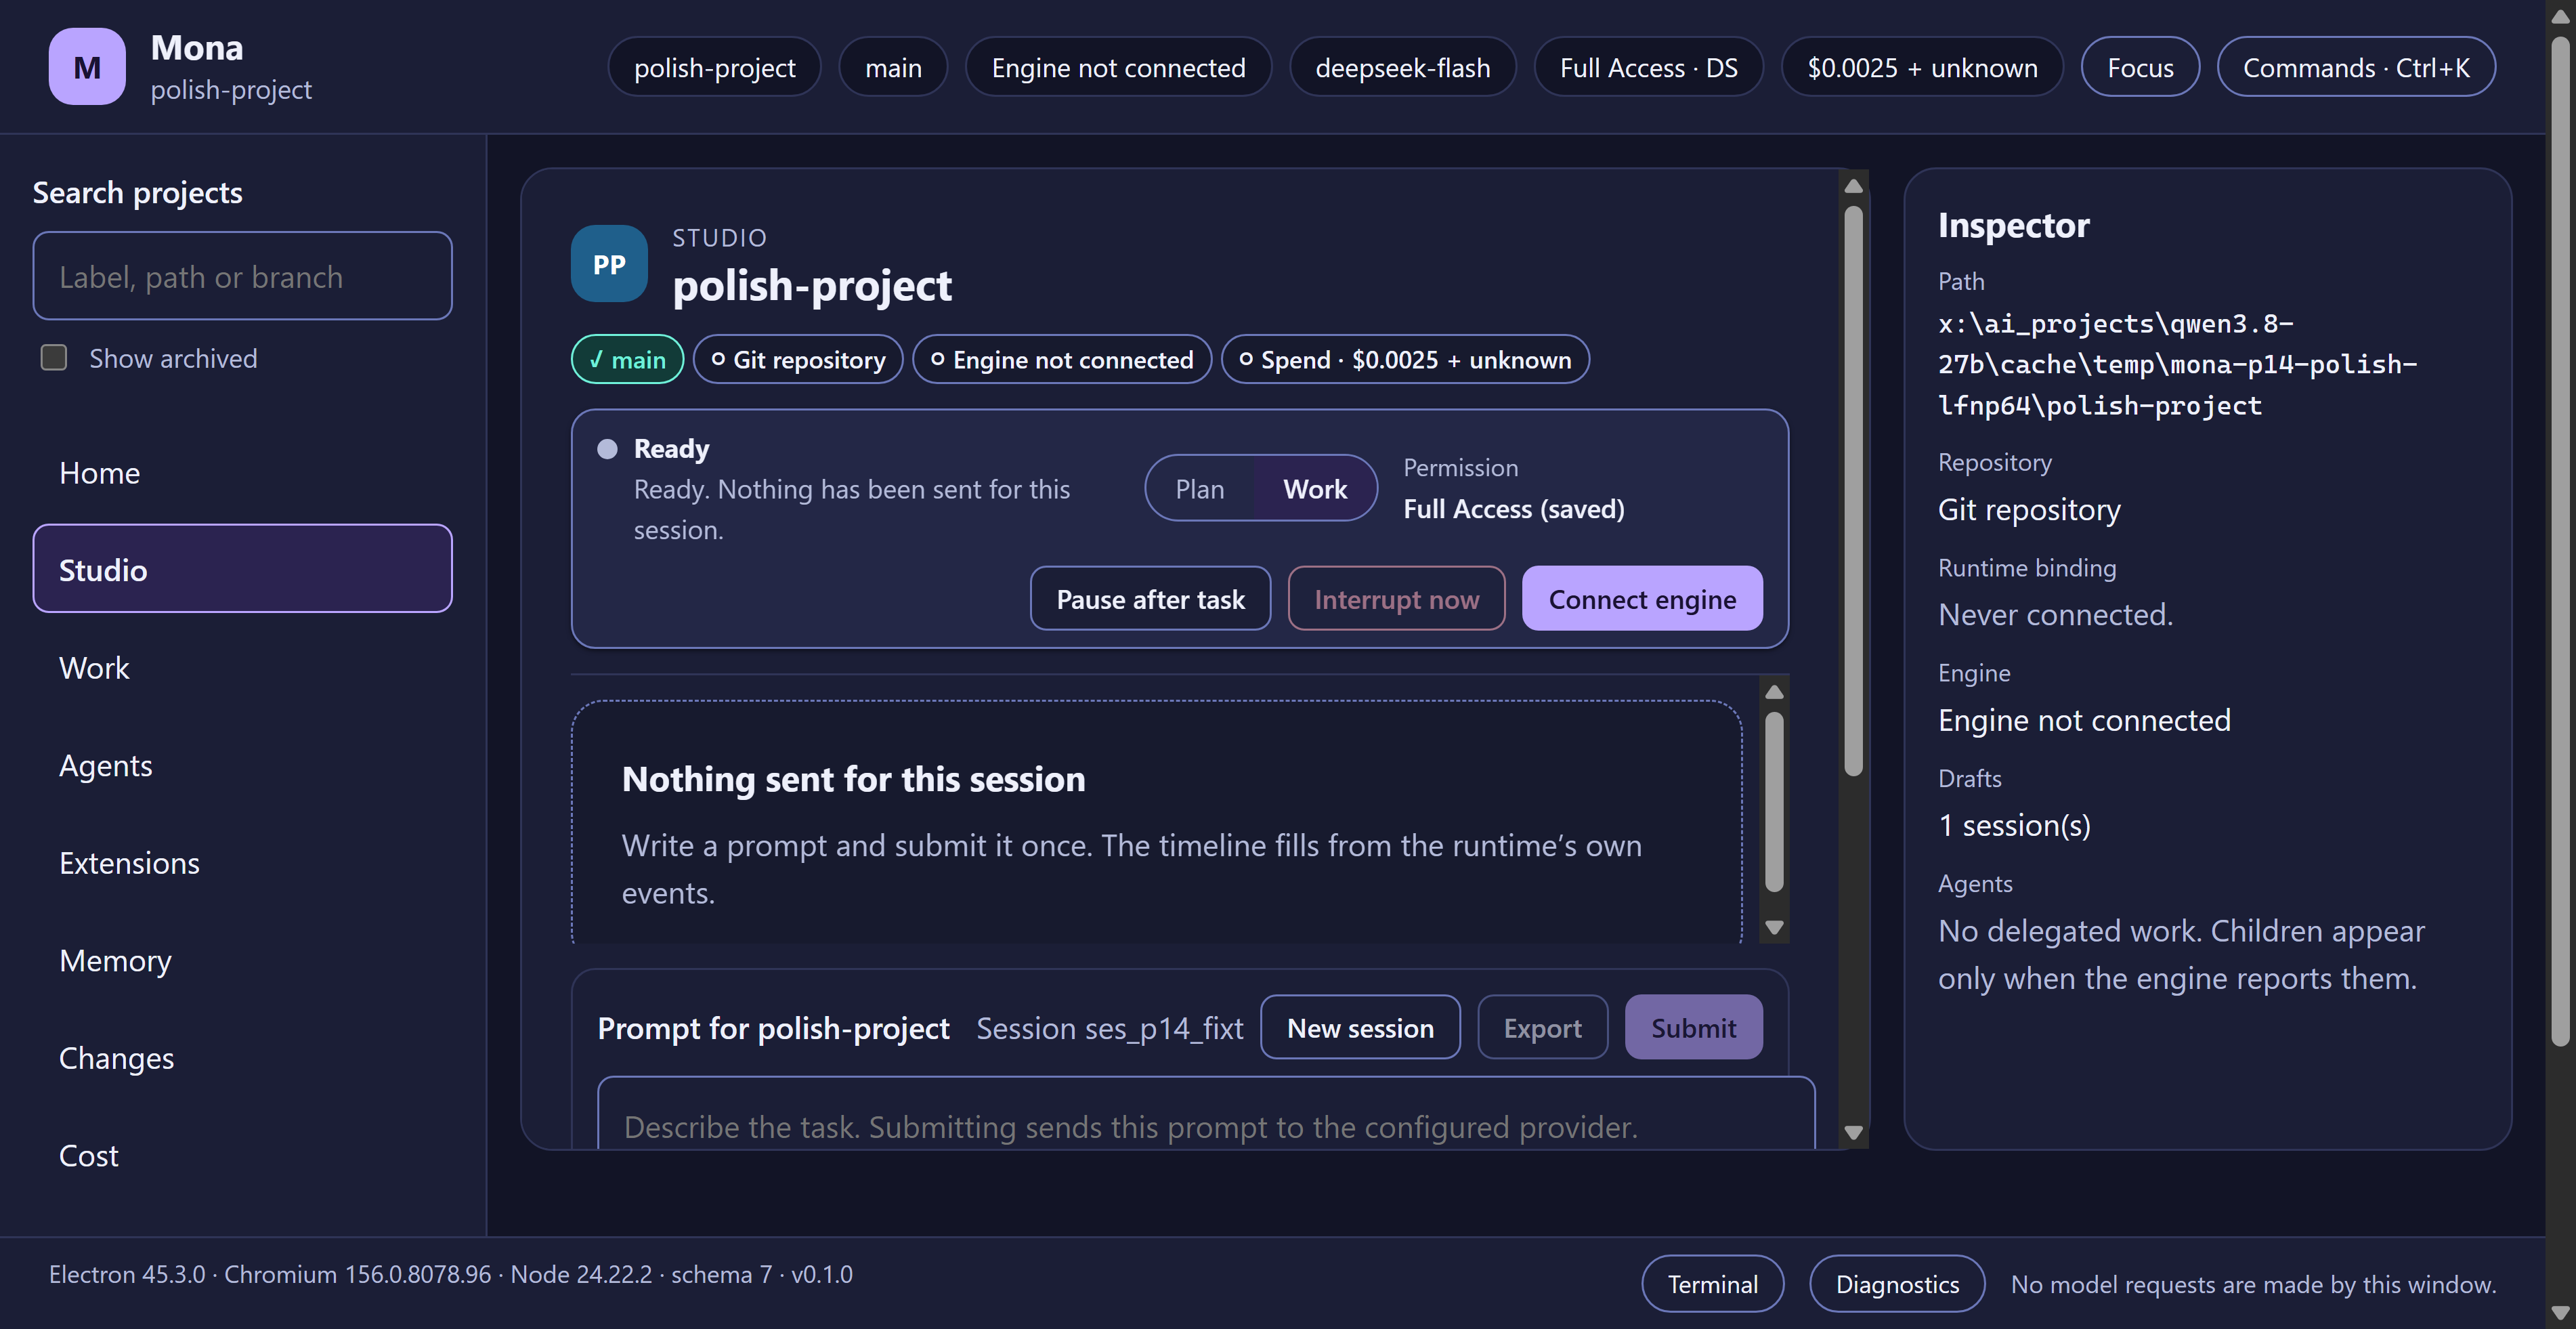 M
Mona
polish-project
polish-project
main
Engine not connected
deepseek-flash
Full Access · DS
$0.0025 + unknown
Focus
Commands · Ctrl+K
Search projects
Label, path or branch
Show archived
Home
Studio
Work
Agents
Extensions
Memory
Changes
Cost
PP
STUDIO
polish-project
✓ main
Git repository
Engine not connected
Spend · $0.0025 + unknown
Ready
Ready. Nothing has been sent for this
session.
Plan
Work
Permission
Full Access (saved)
Pause after task
Interrupt now
Connect engine
Nothing sent for this session
Write a prompt and submit it once. The timeline fills from the runtime’s own
events.
Prompt for polish-project
Session ses_p14_fixt
New session
Export
Submit
Describe the task. Submitting sends this prompt to the configured provider.
Inspector
Path
x:\ai_projects\qwen3.8-
27b\cache\temp\mona-p14-polish-
lfnp64\polish-project
Repository
Git repository
Runtime binding
Never connected.
Engine
Engine not connected
Drafts
1 session(s)
Agents
No delegated work. Children appear
only when the engine reports them.
Electron 45.3.0 · Chromium 156.0.8078.96 · Node 24.22.2 · schema 7 · v0.1.0
Terminal
Diagnostics
No model requests are made by this window.